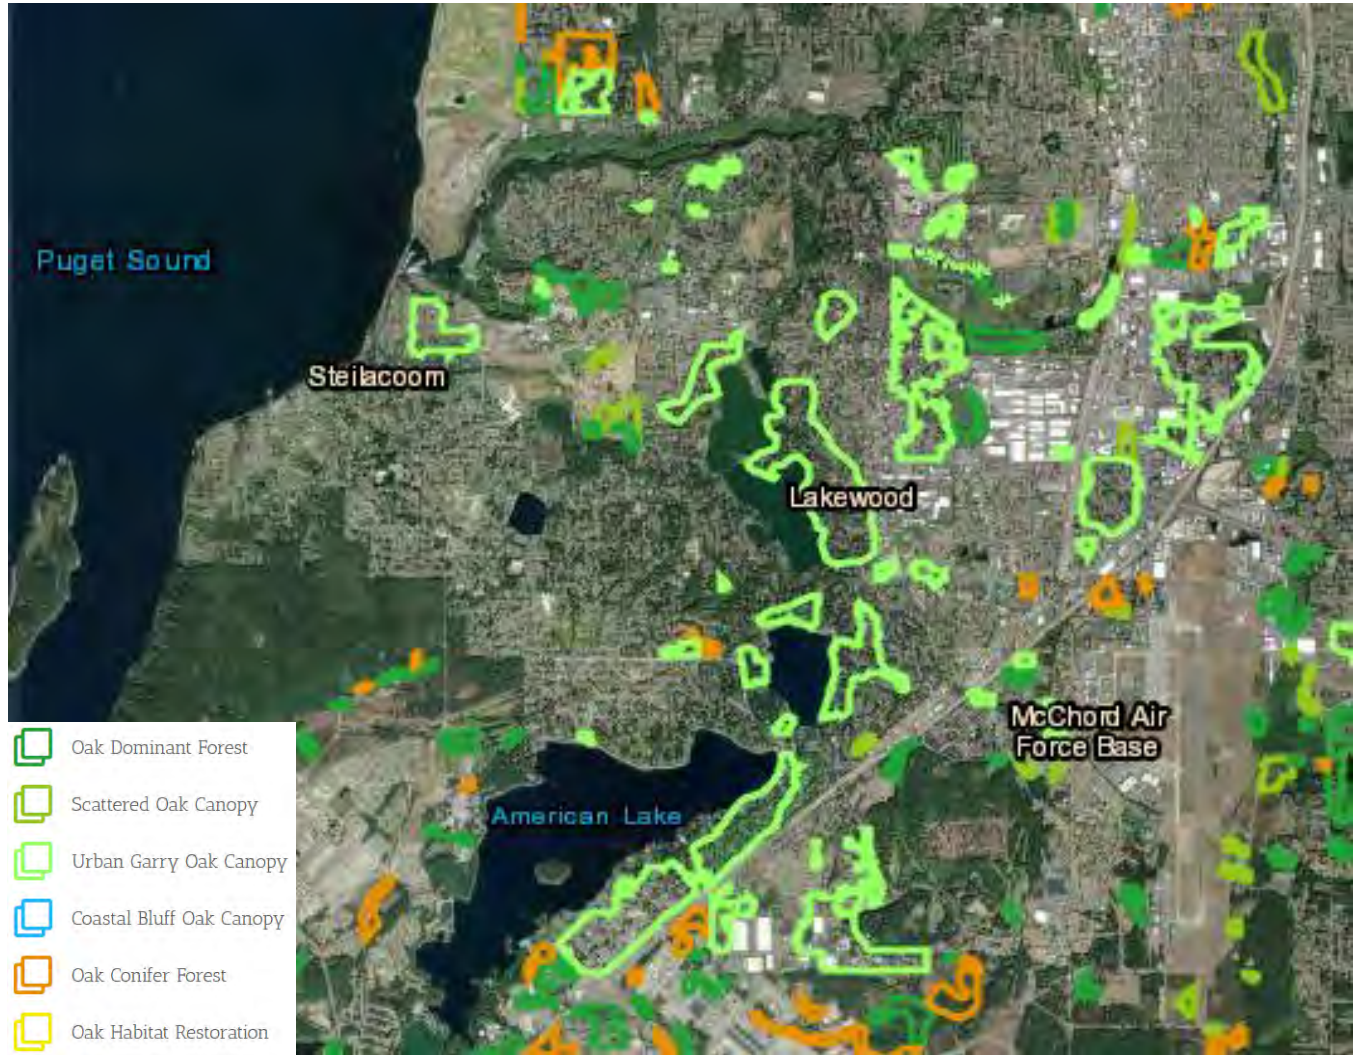 Puget Sound
Steilacoom
Lakewood
McChord Air
Force Base
American Lake
Oak Dominant Forest
Scattered Oak Canopy
Urban Garry Oak Canopy
Coastal Bluff Oak Canopy
Oak Conifer Forest
Oak Habitat Restoration